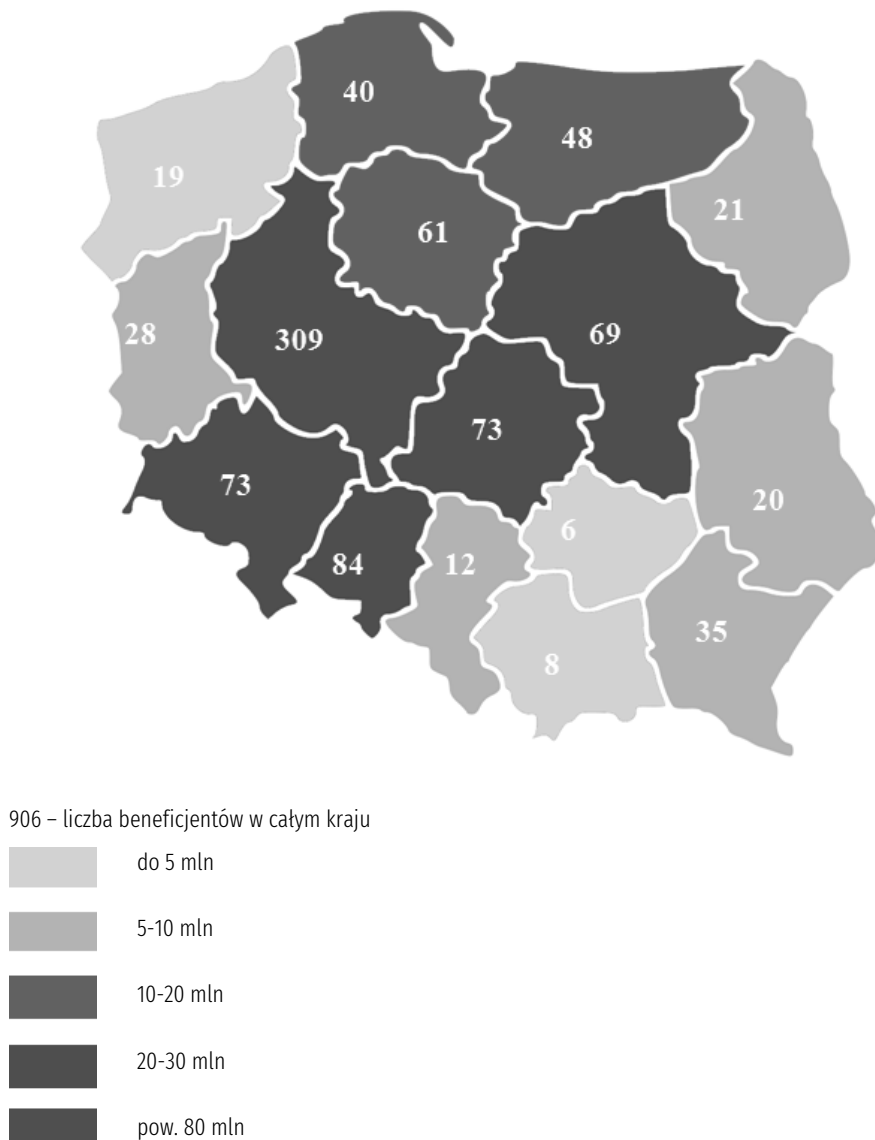 40
48
19
21
61
28
309
69
73
73
20
6
84
12
35
8
906 – liczba beneficjentów w całym kraju
do 5 mln
5-10 mln
10-20 mln
20-30 mln
pow. 80 mln